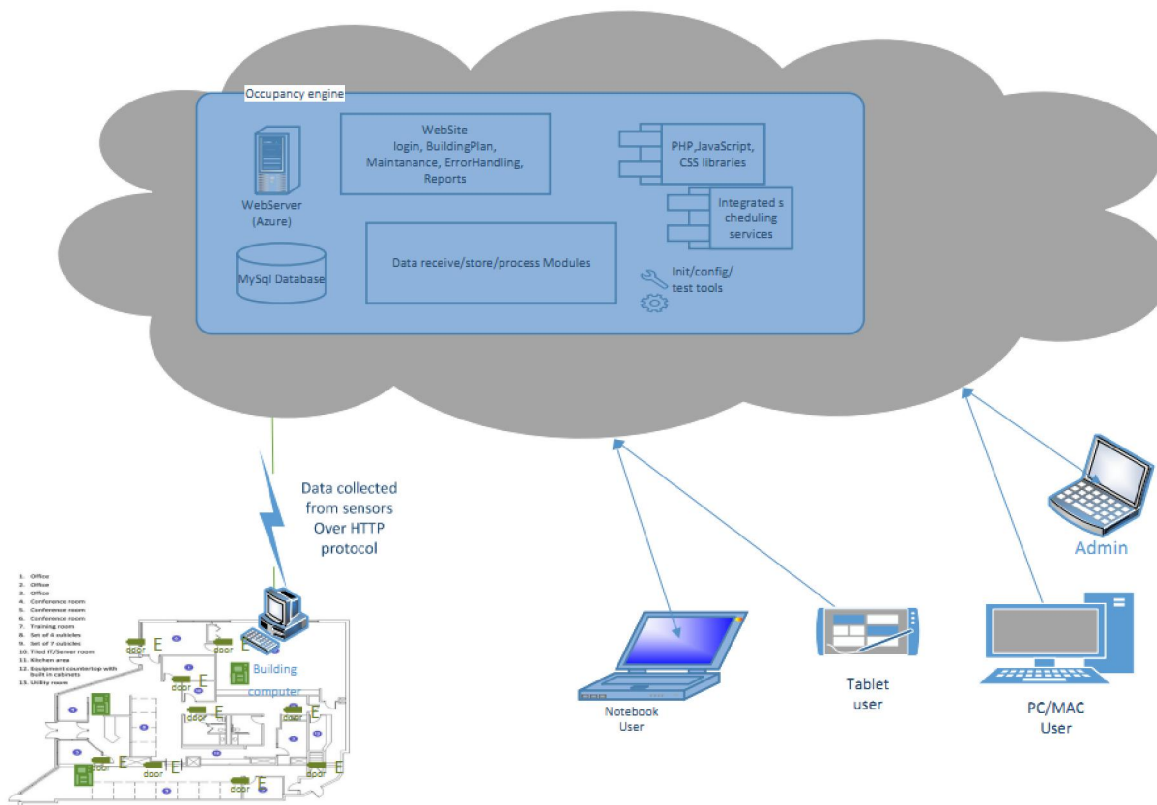 Occupancy engine
WebSite
login, BuildingPlan,
Maintanance, ErrorHandling,
Reports
PHP,JavaScript,
CSS libraries
WebServer
(Azure)
Integrated s
cheduling
services
MySql Database
Data receive/store/process Modules
Init/config/
test tools
Data collected
from sensors
Over HTTP
protocol
Admin
1. Office
2. Office
3. Office
4. Conference room
5. Conference room
6. Conference room
7. Training room
8. Set of 4 cubicles
9. Set of 7 cubicles
10. Tiled IT/Server room
11. Kitchen area
12. Equipment countertop with
built in cabinets
13. Utility room
door E
door E
Building
computer
door E
door E
door E
door E
door E
door E
door E
Notebook
User
Tablet
user
PC/MAC
User